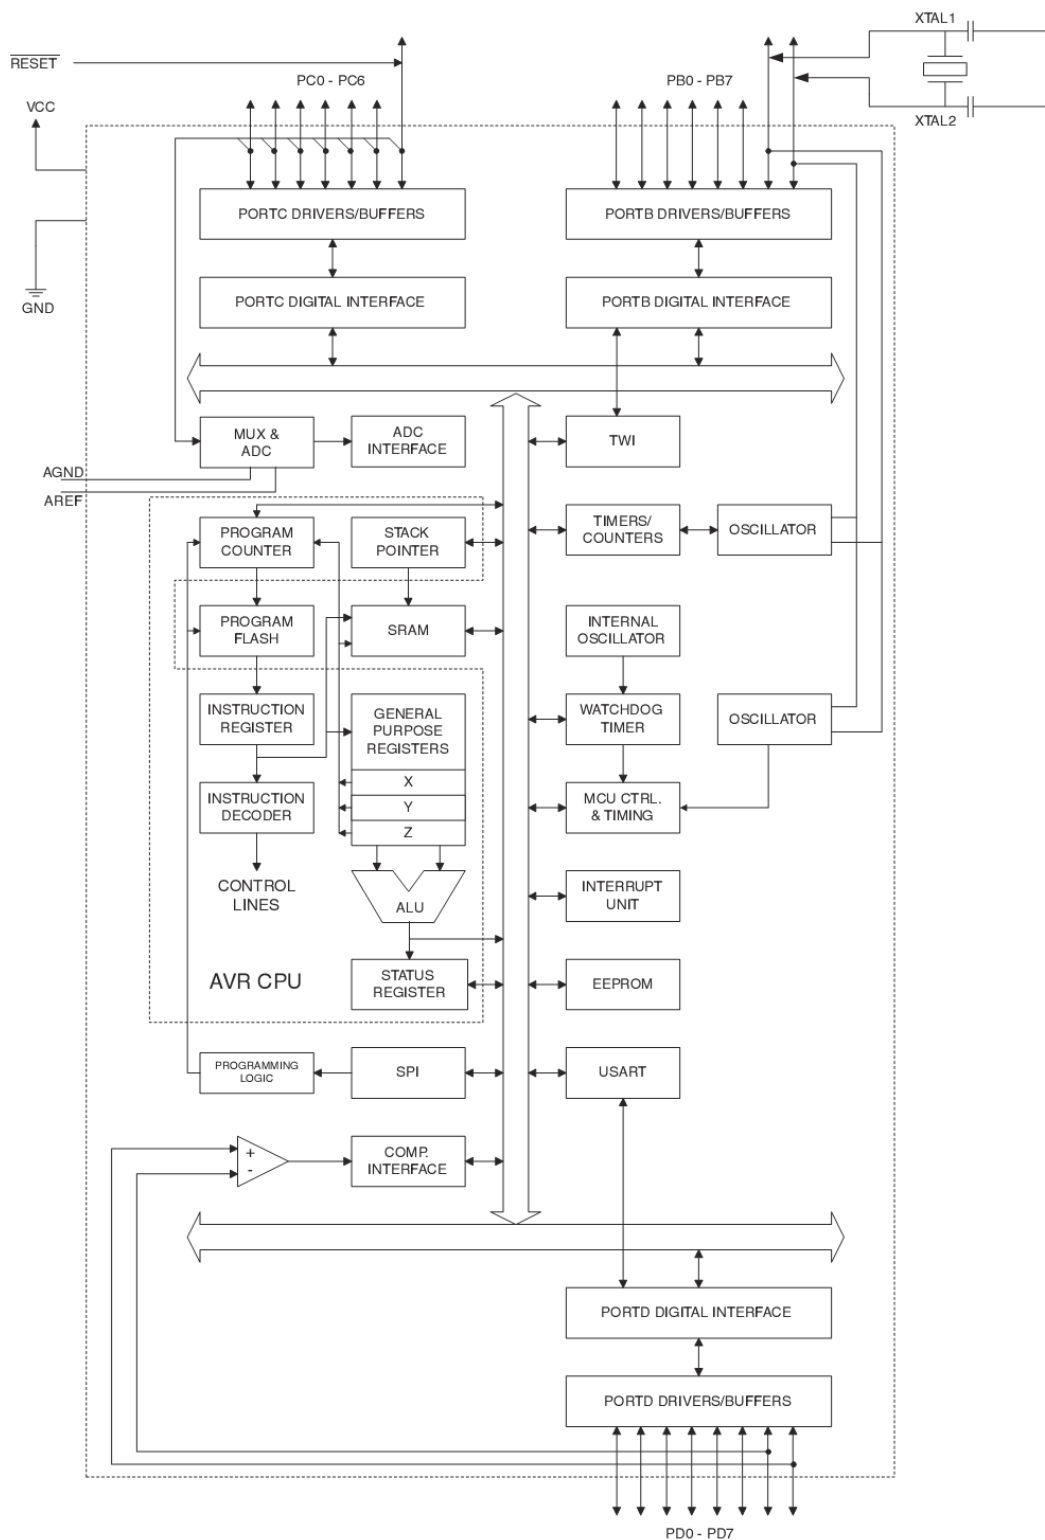 XTAL1
RESET
PC0 - PC6
PB0 - PB7
VCC
XTAL2
PORTC DRIVERS/BUFFERS
PORTB DRIVERS/BUFFERS
PORTC DIGITAL INTERFACE
PORTB DIGITAL INTERFACE
GND
MUX &
ADC
ADC
INTERFACE
TWI
AGND
AREF
PROGRAM
COUNTER
STACK
POINTER
TIMERS/
COUNTERS
OSCILLATOR
PROGRAM
FLASH
SRAM
INTERNAL
OSCILLATOR
INSTRUCTION
REGISTER
GENERAL
PURPOSE
REGISTERS
WATCHDOG
TIMER
OSCILLATOR
X
INSTRUCTION
DECODER
Y
Z
MCU CTRL.
& TIMING
CONTROL
LINES
ALU
INTERRUPT
UNIT
AVR CPU
STATUS
REGISTER
EEPROM
PROGRAMMING
LOGIC
SPI
USART
+
-
COMP.
INTERFACE
PORTD DIGITAL INTERFACE
PORTD DRIVERS/BUFFERS
PD0 - PD7